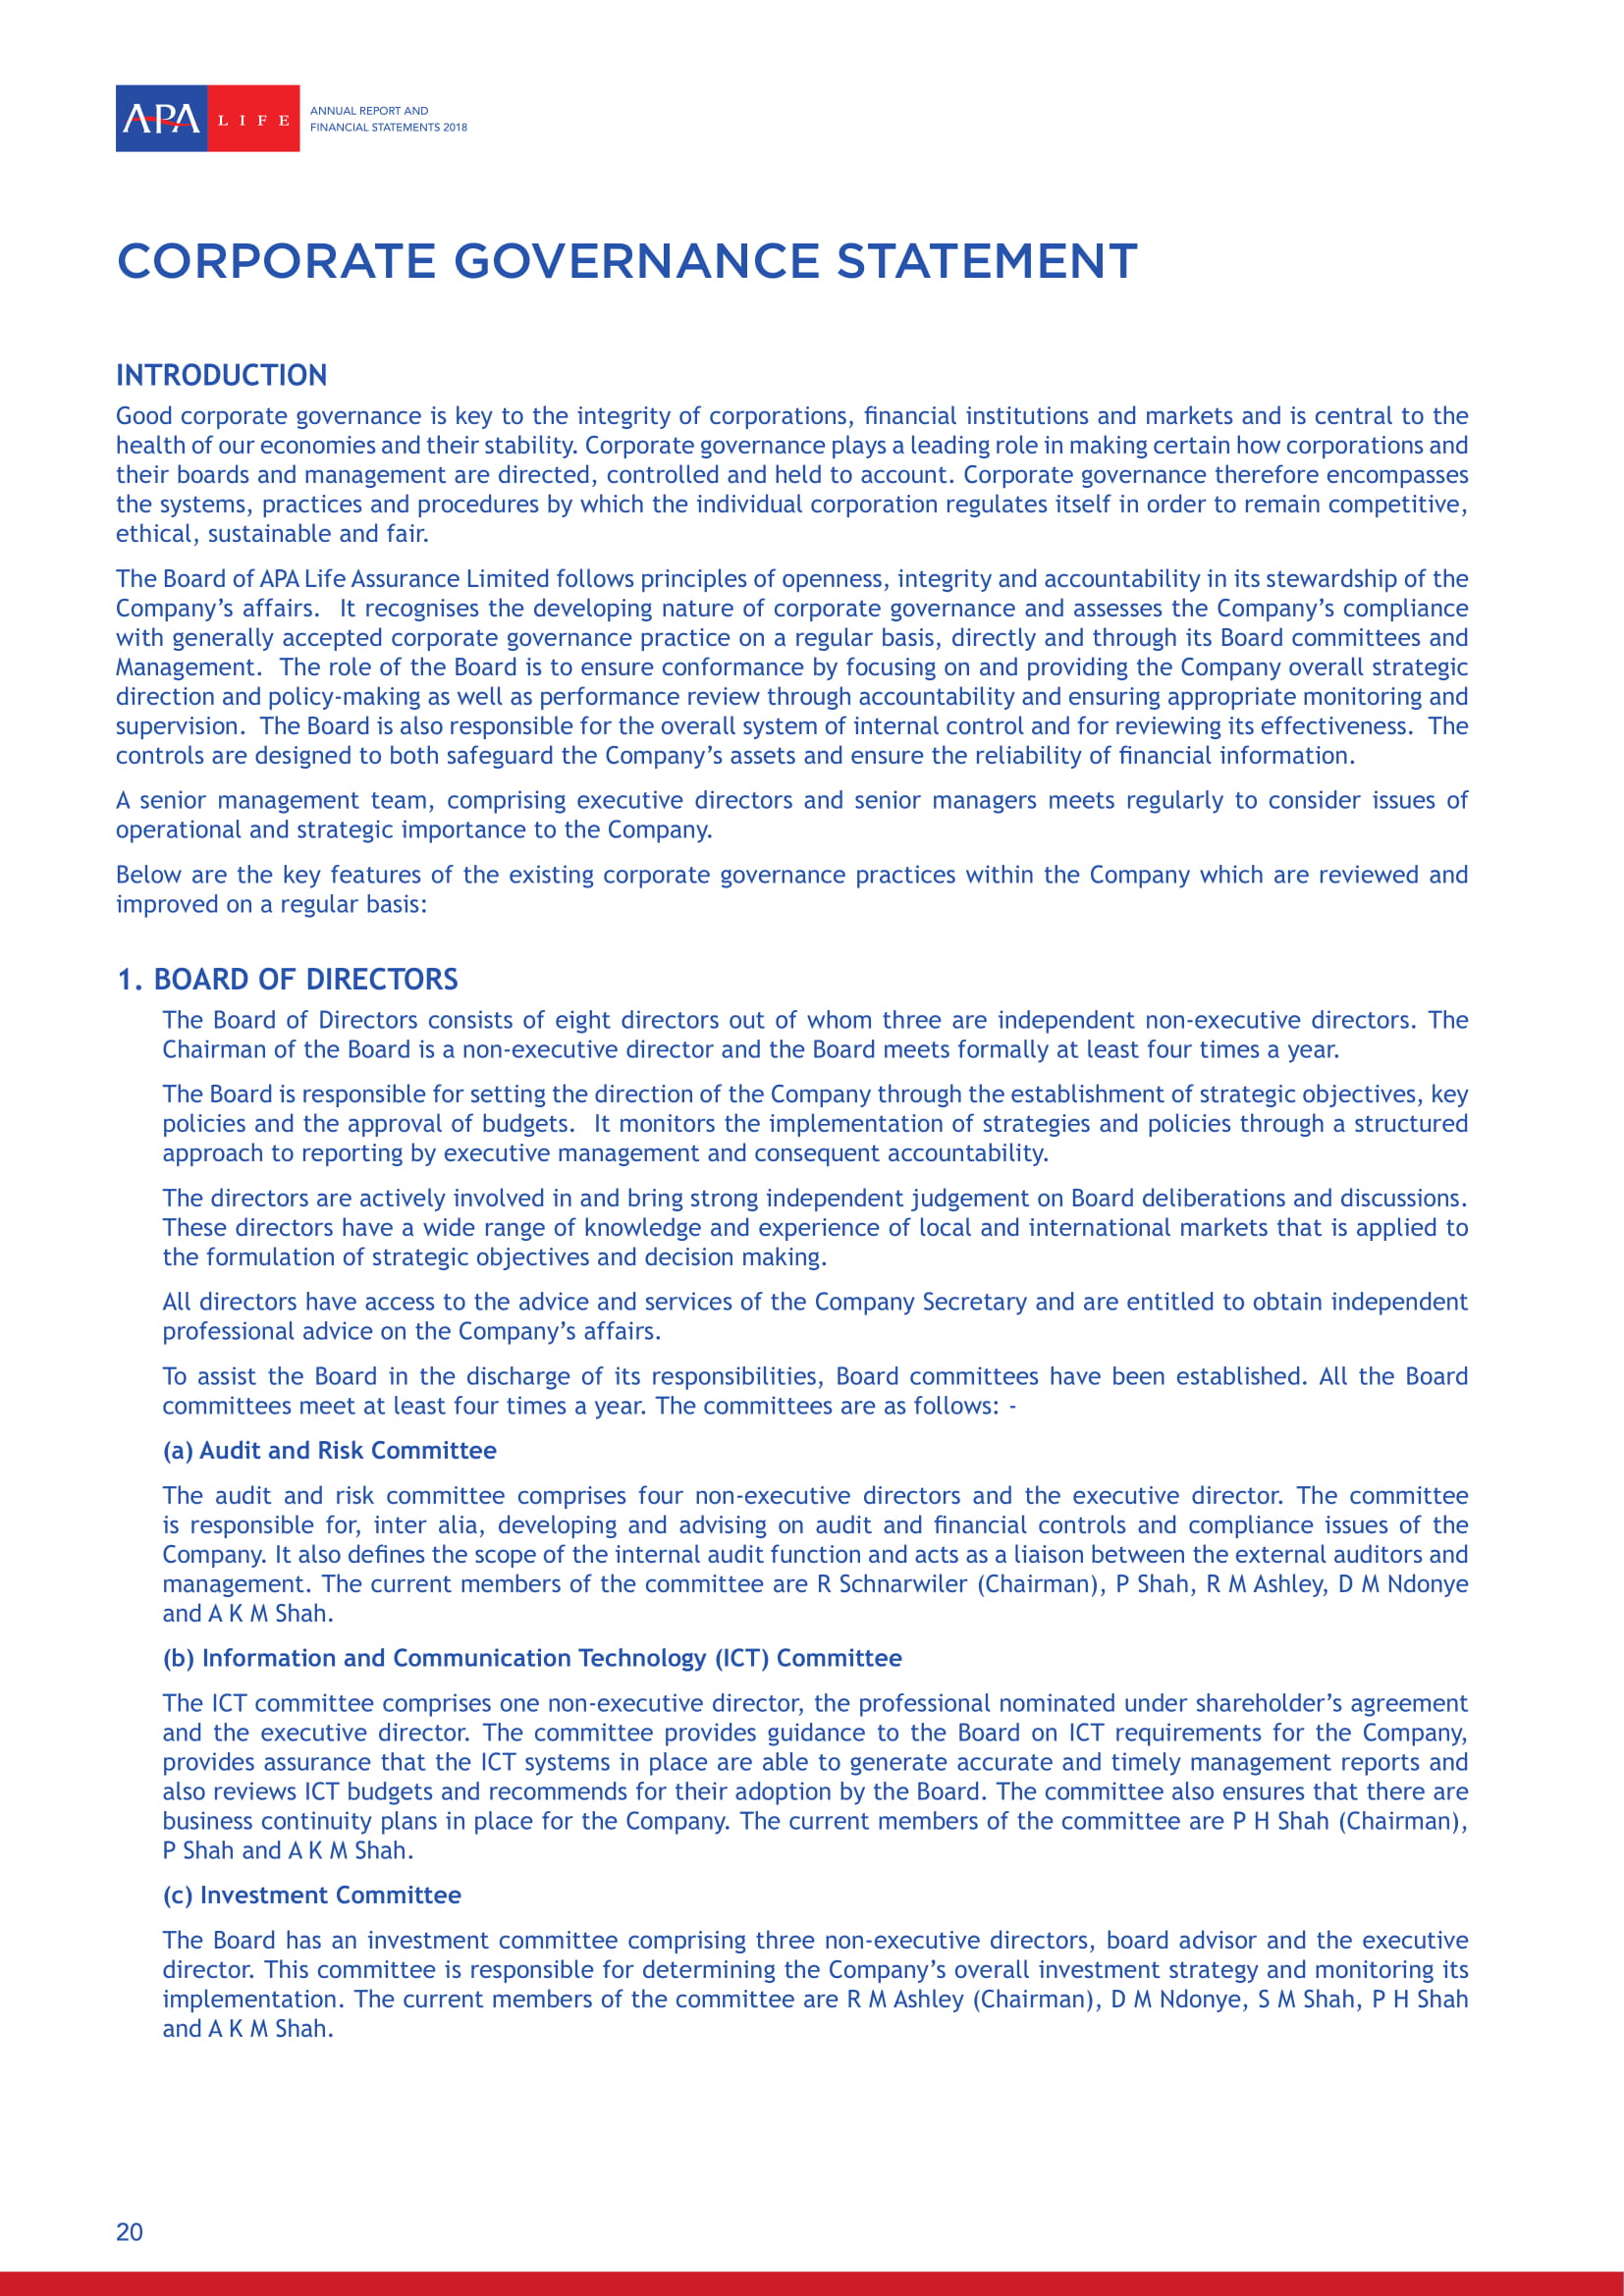 APA LIFE
ANNUAL REPORT AND
FINANCIAL STATEMENTS 2018
CORPORATE GOVERNANCE STATEMENT
INTRODUCTION
Good corporate governance is key to the integrity of corporations, financial institutions and markets and is central to the
health of our economies and their stability. Corporate governance plays a leading role in making certain how corporations and
their boards and management are directed, controlled and held to account. Corporate governance therefore encompasses
the systems, practices and procedures by which the individual corporation regulates itself in order to remain competitive,
ethical, sustainable and fair.
The Board of APA Life Assurance Limited follows principles of openness, integrity and accountability in its stewardship of the
Company’s affairs.  It recognises the developing nature of corporate governance and assesses the Company’s compliance
with generally accepted corporate governance practice on a regular basis, directly and through its Board committees and
Management.  The role of the Board is to ensure conformance by focusing on and providing the Company overall strategic
direction and policy-making as well as performance review through accountability and ensuring appropriate monitoring and
supervision.  The Board is also responsible for the overall system of internal control and for reviewing its effectiveness.  The
controls are designed to both safeguard the Company’s assets and ensure the reliability of financial information.
A senior management team, comprising executive directors and senior managers meets regularly to consider issues of
operational and strategic importance to the Company.
Below are the key features of the existing corporate governance practices within the Company which are reviewed and
improved on a regular basis:
1. BOARD OF DIRECTORS
The Board of Directors consists of eight directors out of whom three are independent non-executive directors. The
Chairman of the Board is a non-executive director and the Board meets formally at least four times a year.
The Board is responsible for setting the direction of the Company through the establishment of strategic objectives, key
policies and the approval of budgets.  It monitors the implementation of strategies and policies through a structured
approach to reporting by executive management and consequent accountability.
The directors are actively involved in and bring strong independent judgement on Board deliberations and discussions.
These directors have a wide range of knowledge and experience of local and international markets that is applied to
the formulation of strategic objectives and decision making.
All directors have access to the advice and services of the Company Secretary and are entitled to obtain independent
professional advice on the Company’s affairs.
To assist the Board in the discharge of its responsibilities, Board committees have been established. All the Board
committees meet at least four times a year. The committees are as follows: -
(a) Audit and Risk Committee
The audit and risk committee comprises four non-executive directors and the executive director. The committee
is responsible for, inter alia, developing and advising on audit and financial controls and compliance issues of the
Company. It also defines the scope of the internal audit function and acts as a liaison between the external auditors and
management. The current members of the committee are R Schnarwiler (Chairman), P Shah, R M Ashley, D M Ndonye
and A K M Shah.
(b) Information and Communication Technology (ICT) Committee
The ICT committee comprises one non-executive director, the professional nominated under shareholder’s agreement
and the executive director. The committee provides guidance to the Board on ICT requirements for the Company,
provides assurance that the ICT systems in place are able to generate accurate and timely management reports and
also reviews ICT budgets and recommends for their adoption by the Board. The committee also ensures that there are
business continuity plans in place for the Company. The current members of the committee are P H Shah (Chairman),
P Shah and A K M Shah.
(c) Investment Committee
The Board has an investment committee comprising three non-executive directors, board advisor and the executive
director. This committee is responsible for determining the Company’s overall investment strategy and monitoring its
implementation. The current members of the committee are R M Ashley (Chairman), D M Ndonye, S M Shah, P H Shah
and A K M Shah.
20